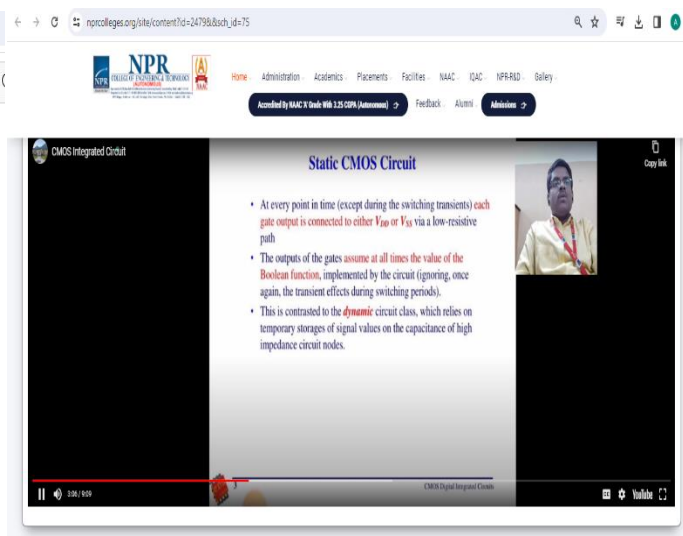 nprcolleges.org/site/content?id=2479&&sch_id=75
NPR
COLLEGE OF ENGINEERING & TECHNOLOGY
(AUTONOMOUS)
NPR
NAAC
Home
Administration
Academics
Placements
Facilities
NAAC
IQAC
NPR-R&D
Gallery
Accredited By NAAC 'A' Grade With 3.25 CGPA (Autonomous)
Feedback
Alumni
Admissions
CMOS Integrated Circuit
Copy link
Static CMOS Circuit
• At every point in time (except during the switching transients) each
gate output is connected to either VDD or VSS via a low-resistive
path
• The outputs of the gates assume at all times the value of the
Boolean function, implemented by the circuit (ignoring, once
again, the transient effects during switching periods).
• This is contrasted to the dynamic circuit class, which relies on
temporary storages of signal values on the capacitance of high
impedance circuit nodes.
3
CMOS Digital Integrated Circuits
3:06 / 9:09
YouTube